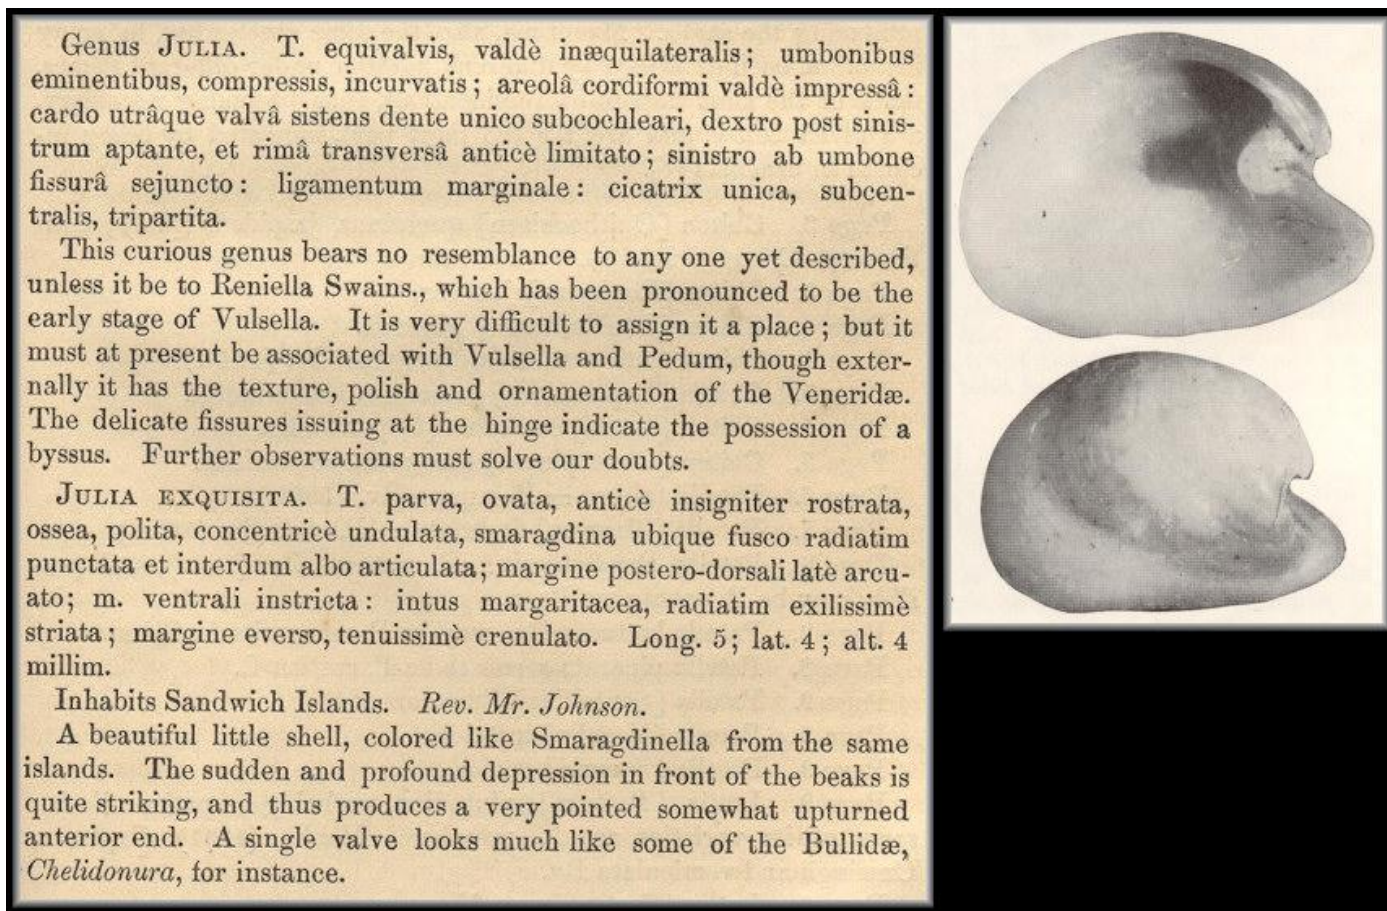 Genus JULIA. T. equivalvis, valdè inæquilateralis; umbonibus
eminentibus, compressis, incurvatis; areolâ cordiformi valdè impressâ:
cardo utrâque valvâ sistens dente unico subcochleari, dextro post sinis-
trum aptante, et rimâ transversâ anticè limitato; sinistro ab umbone
fissurâ sejuncto: ligamentum marginale: cicatrix unica, subcen-
tralis, tripartita.
This curious genus bears no resemblance to any one yet described,
unless it be to Reniella Swains., which has been pronounced to be the
early stage of Vulsella. It is very difficult to assign it a place; but it
must at present be associated with Vulsella and Pedum, though exter-
nally it has the texture, polish and ornamentation of the Veneridæ.
The delicate fissures issuing at the hinge indicate the possession of a
byssus. Further observations must solve our doubts.
JULIA EXQUISITA. T. parva, ovata, anticè insigniter rostrata,
ossea, polita, concentricè undulata, smaragdina ubique fusco radiatim
punctata et interdum albo articulata; margine postero-dorsali latè arcu-
ato; m. ventrali instricta: intus margaritacea, radiatim exilissimè
striata; margine everso, tenuissimè crenulato. Long. 5; lat. 4; alt. 4
millim.
Inhabits Sandwich Islands. Rev. Mr. Johnson.
A beautiful little shell, colored like Smaragdinella from the same
islands. The sudden and profound depression in front of the beaks is
quite striking, and thus produces a very pointed somewhat upturned
anterior end. A single valve looks much like some of the Bullidæ,
Chelidonura, for instance.